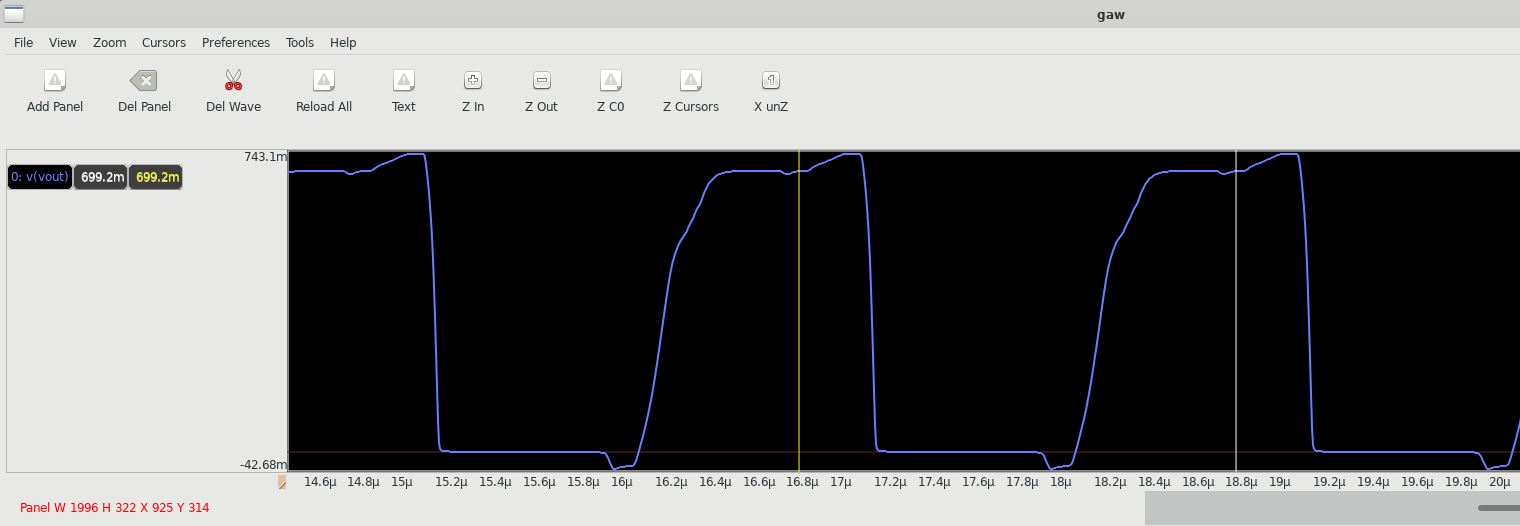 gaw
File View Zoom Cursors Preferences Tools Help
Add Panel Del Panel Del Wave Reload All Text Z In Z Out Z C0 Z Cursors X unZ
743.1m
0: v(vout) 699.2m 699.2m
-42.68m
14.6µ 14.8µ 15µ 15.2µ 15.4µ 15.6µ 15.8µ 16µ 16.2µ 16.4µ 16.6µ 16.8µ 17µ 17.2µ 17.4µ 17.6µ 17.8µ 18µ 18.2µ 18.4µ 18.6µ 18.8µ 19µ 19.2µ 19.4µ 19.6µ 19.8µ 20µ
Panel W 1996 H 322 X 925 Y 314